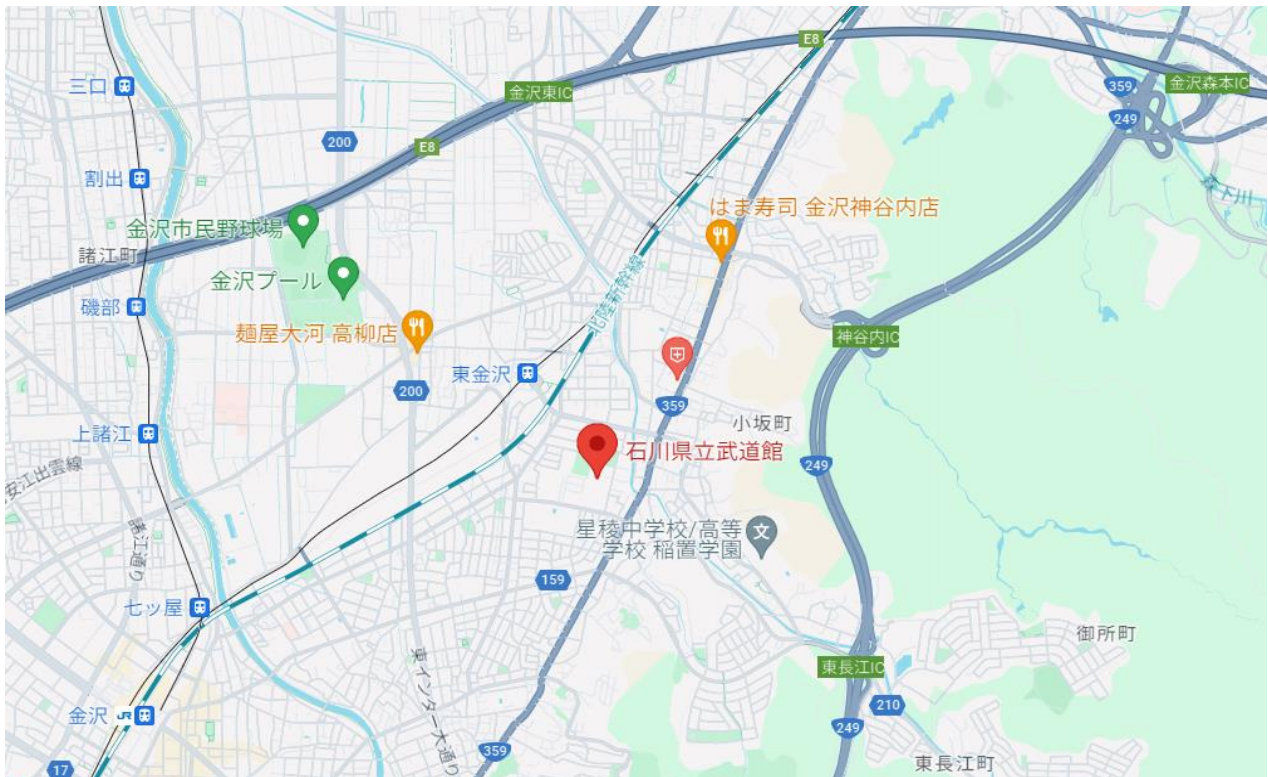 E8
三口
359
金沢森本IC
金沢東IC
249
200
E8
割出
森下川
はま寿司 金沢神谷内店
金沢市民野球場
諸江町
金沢プール
北陸新幹線
磯部
麺屋大河 高柳店
神谷内IC
東金沢
200
359
小坂町
上諸江
石川県立武道館
249
安江出雲線
諸江通り
星稜中学校/高等
学校 稲置学園
文
159
七ッ屋
御所町
東長江IC
東インター大通り
210
金沢
JR
249
359
17
東長江町